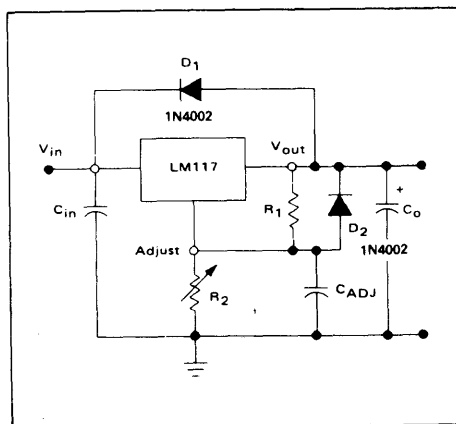 D1
1N4002
Vin
LM117
Vout
Cin
R1
D2
+
Co
1N4002
Adjust
R2
CADJ